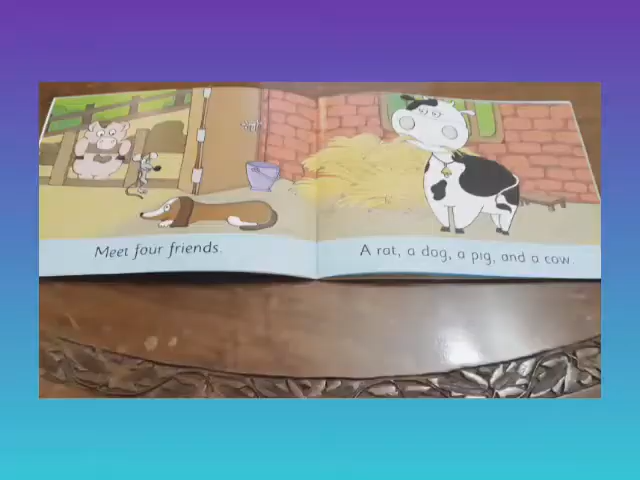 Meet four friends.
A rat, a dog, a pig, and a cow.